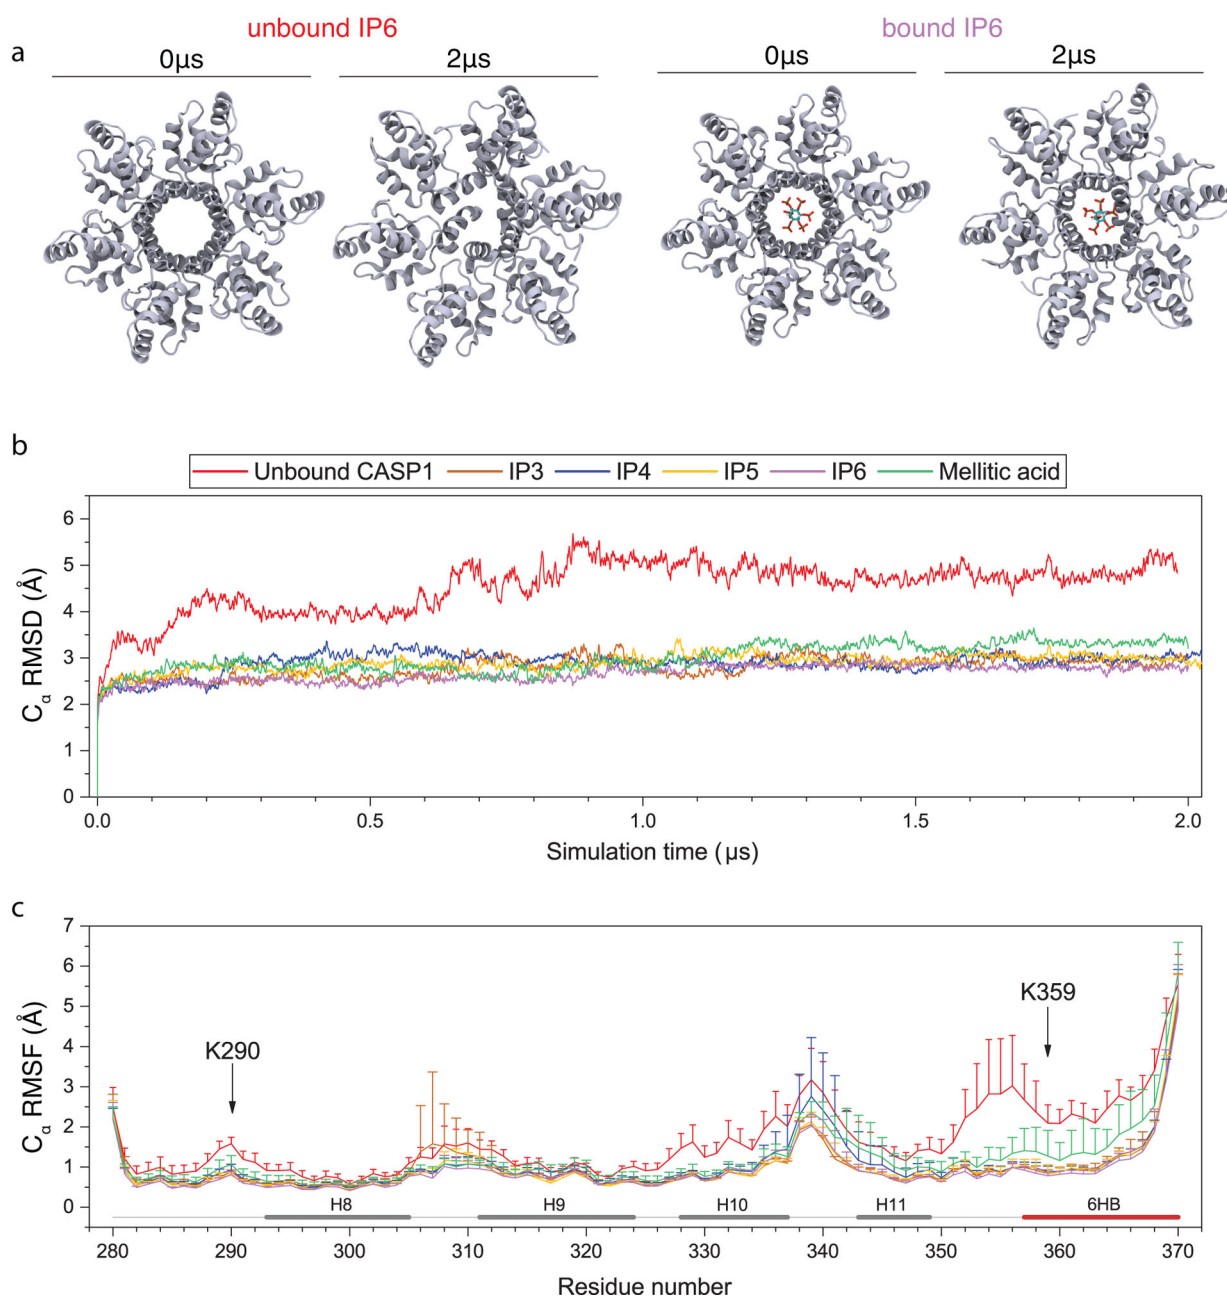 a
unbound IP6
bound IP6
0μs
2μs
0μs
2μs
b
Unbound CASP1 IP3 IP4 IP5 IP6 Mellitic acid
Cα RMSD (Å)
6
5
4
3
2
1
0
0.0 0.5 1.0 1.5 2.0
Simulation time (μs)
c
Cα RMSF (Å)
7
6
5
4
3
2
1
0
K290
K359
H8 H9 H10 H11 6HB
280 290 300 310 320 330 340 350 360 370
Residue number